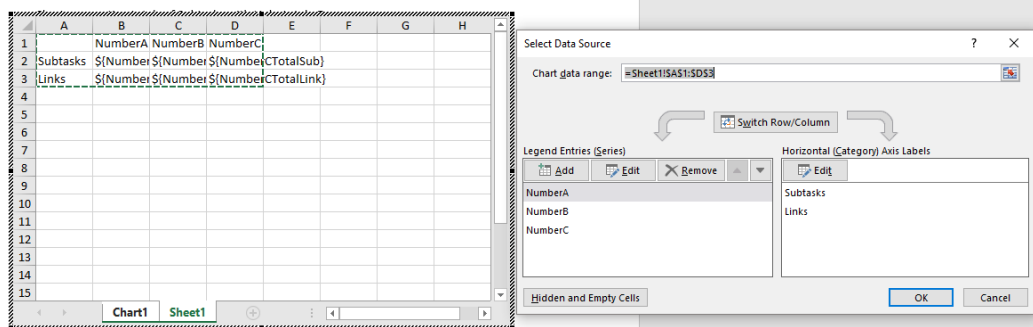 A B C D E F G H
1 NumberA NumberB NumberC
2 Subtasks ${Number ${Number ${NumberCTotalSub}
3 Links ${Number ${Number ${NumberCTotalLink}
4
5
6
7
8
9
10
11
12
13
14
15
Chart1 Sheet1
Select Data Source ? X
Chart data range: =Sheet1!$A$1:$D$3
Switch Row/Column
Legend Entries (Series)
Add Edit Remove
NumberA
NumberB
NumberC
Horizontal (Category) Axis Labels
Edit
Subtasks
Links
Hidden and Empty Cells
OK Cancel